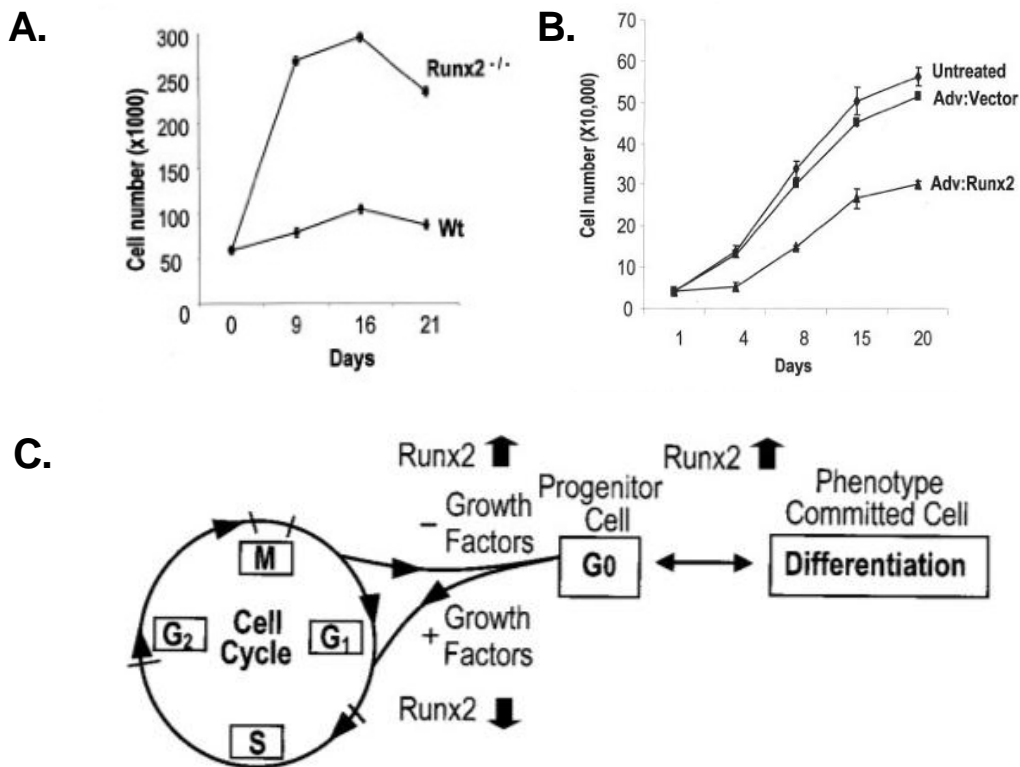 A.
300
250
200
150
100
50
0
Cell number (x1000)
Runx2 -/-
Wt
0 9 16 21
Days
B.
70
60
50
40
30
20
10
0
Cell number (X10,000)
Untreated
Adv:Vector
Adv:Runx2
1 4 8 15 20
Days
C.
Runx2
Runx2
− Growth
Factors
Progenitor
Cell
G0
Phenotype
Committed Cell
Differentiation
M
G2
Cell
Cycle
G1
S
+ Growth
Factors
Runx2